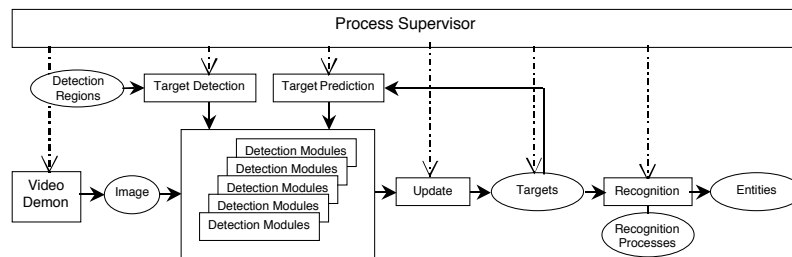 Process Supervisor
Detection
Regions
Target Detection
Target Prediction
Detection Modules
Detection Modules
Detection Modules
Detection Modules
Detection Modules
Video
Demon
Image
Update
Targets
Recognition
Entities
Recognition
Processes